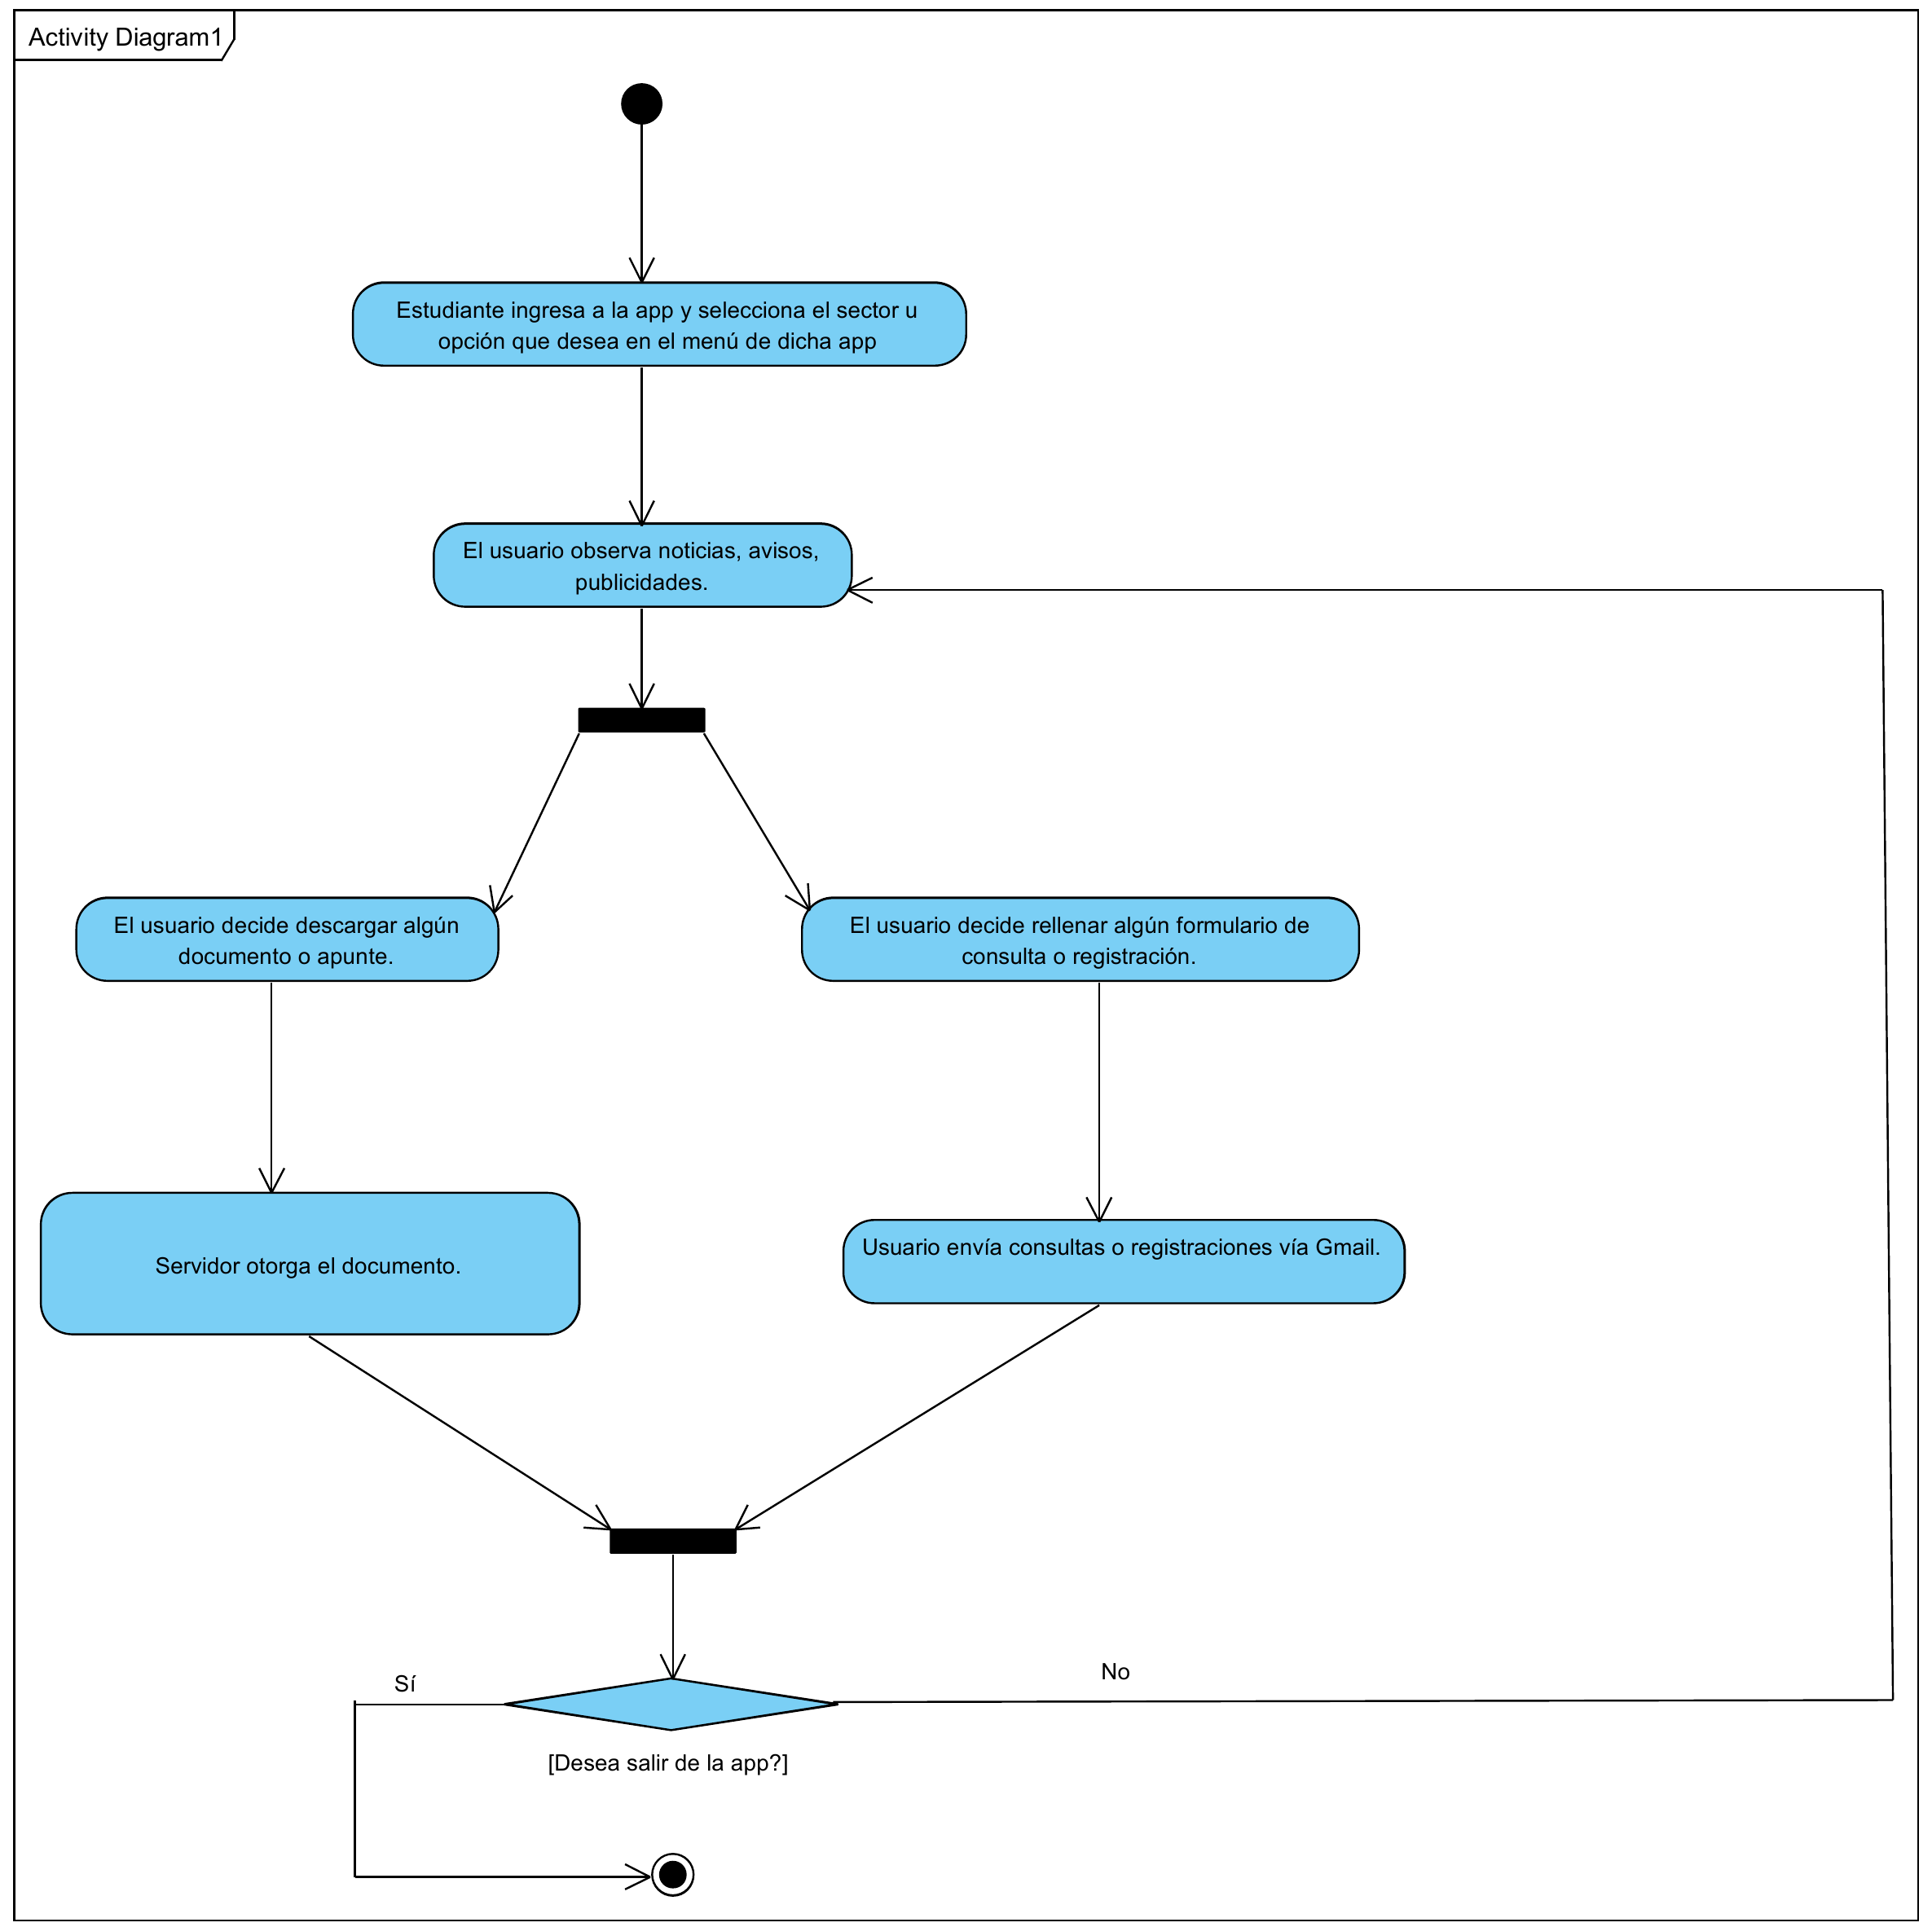 Activity Diagram1
Estudiante ingresa a la app y selecciona el sector u
opción que desea en el menú de dicha app
El usuario observa noticias, avisos,
publicidades.
El usuario decide descargar algún
documento o apunte.
El usuario decide rellenar algún formulario de
consulta o registración.
Servidor otorga el documento.
Usuario envía consultas o registraciones vía Gmail.
Sí
No
[Desea salir de la app?]